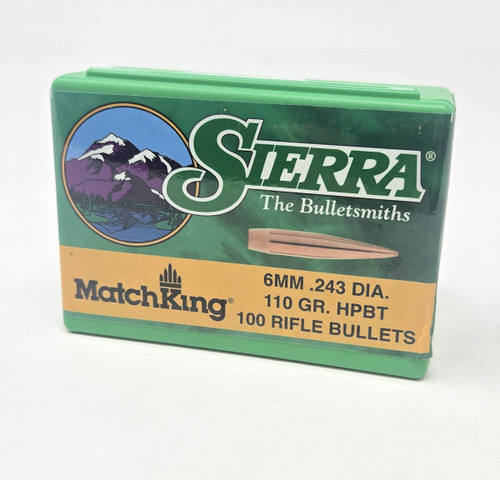 SIERRA®
The Bulletsmiths
MatchKing®
6MM .243 DIA.
110 GR. HPBT
100 RIFLE BULLETS